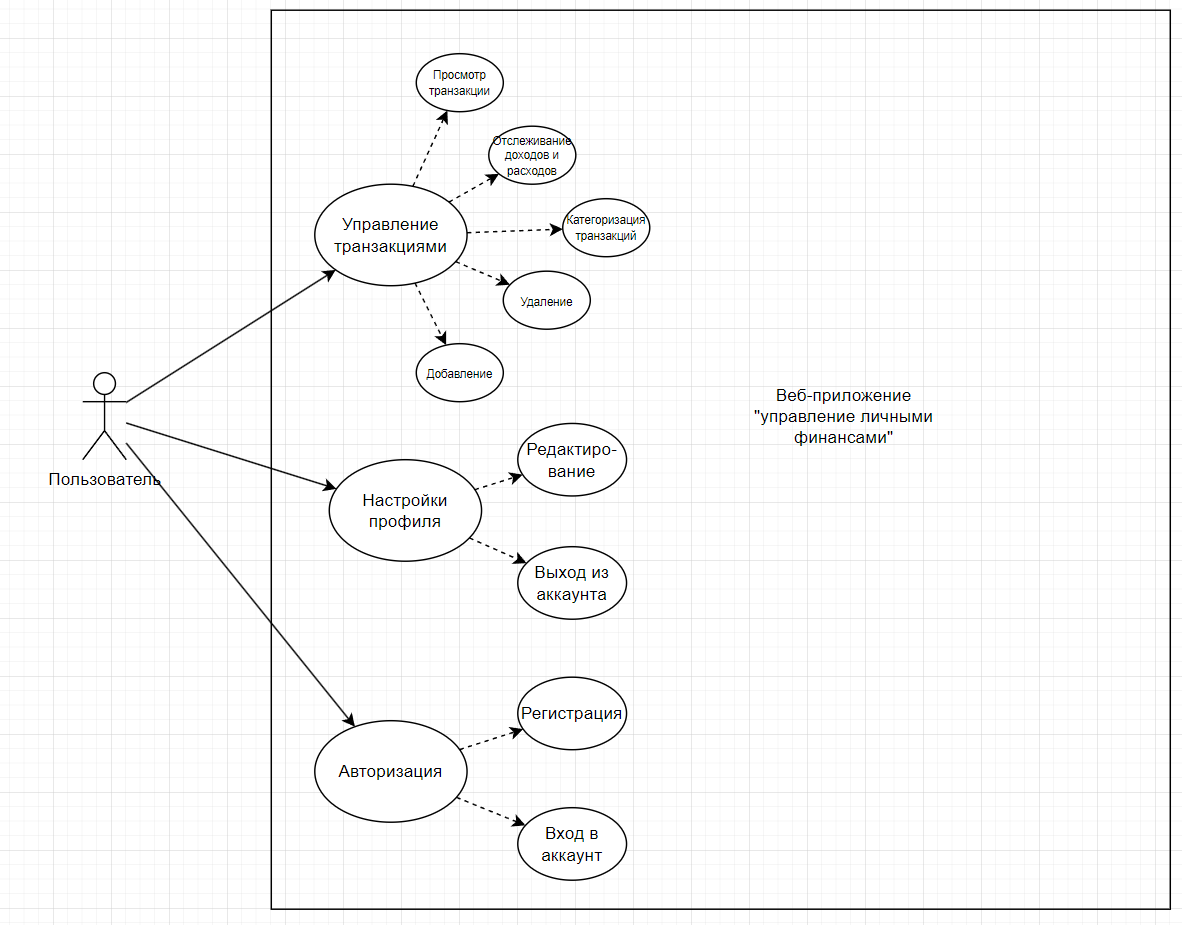 Просмотр
транзакции
Отслеживание
доходов и
расходов
Управление
транзакциями
Категоризация
транзакций
Удаление
Добавление
Веб-приложение
"управление личными
финансами"
Пользователь
Редактиро-
вание
Настройки
профиля
Выход из
аккаунта
Регистрация
Авторизация
Вход в
аккаунт